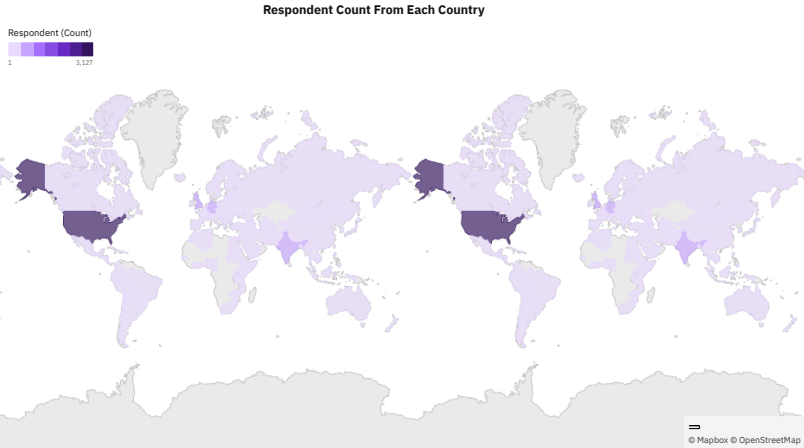 Respondent Count From Each Country
Respondent (Count)
1 3,127
© Mapbox © OpenStreetMap